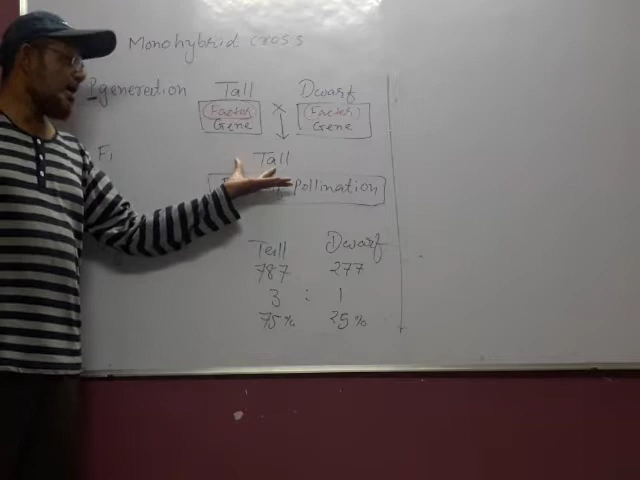 Monohybrid cross
Pgeneration Tall × Dwarf
(Factor) (Factor)
Gene Gene
F1 Tall
Pollination
Tall Dwarf
787 277
3 : 1
75% 25%